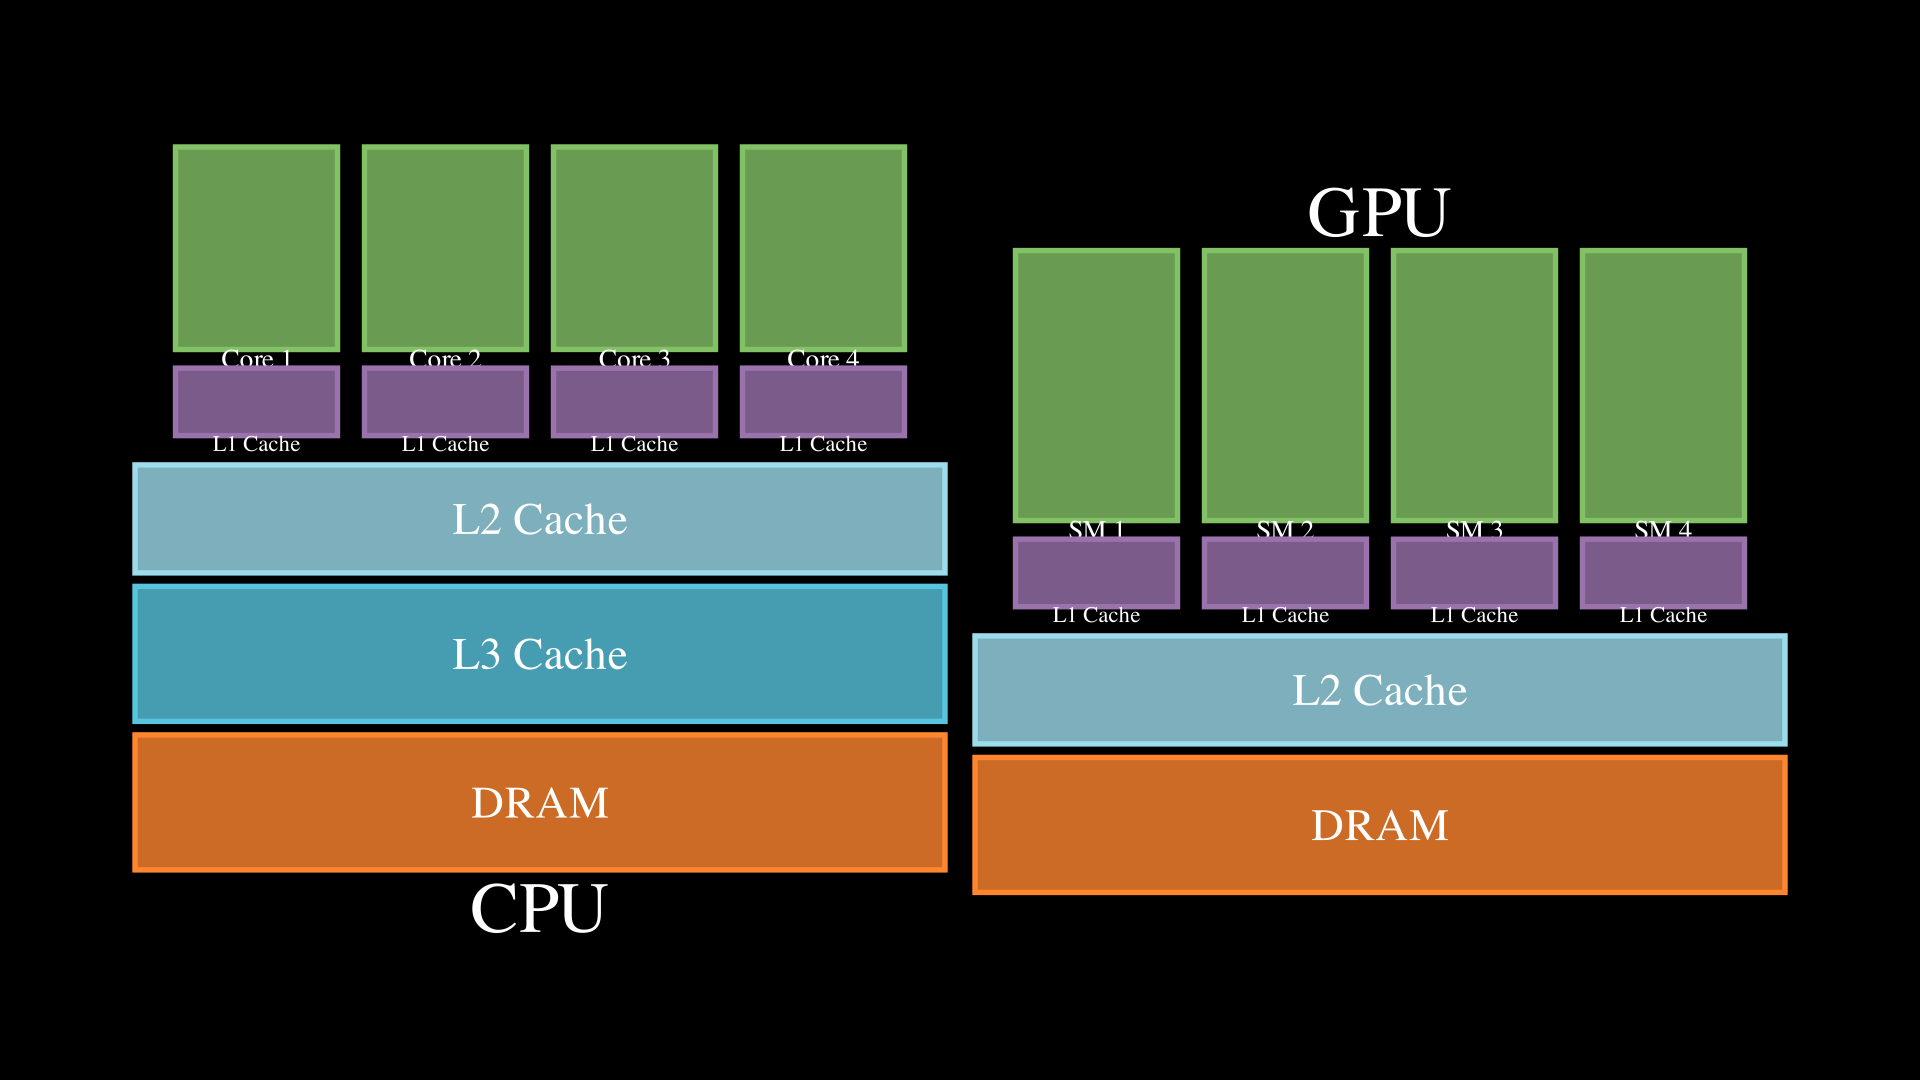 Core 1
Core 2
Core 3
Core 4
L1 Cache
L1 Cache
L1 Cache
L1 Cache
L2 Cache
L3 Cache
DRAM
CPU
GPU
SM 1
SM 2
SM 3
SM 4
L1 Cache
L1 Cache
L1 Cache
L1 Cache
L2 Cache
DRAM